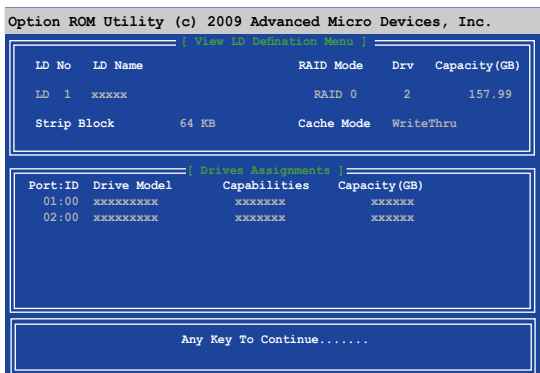 Option ROM Utility (c) 2009 Advanced Micro Devices, Inc.
[ View LD Defination Menu ]
LD No LD Name RAID Mode Drv Capacity(GB)
LD 1 xxxxx RAID 0 2 157.99
Strip Block 64 KB Cache Mode WriteThru
[ Drives Assignments ]
Port:ID Drive Model Capabilities Capacity(GB)
01:00 xxxxxxxxx xxxxxxx xxxxxx
02:00 xxxxxxxxx xxxxxxx xxxxxx
Any Key To Continue.......